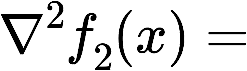 ∇²f₂(x) =